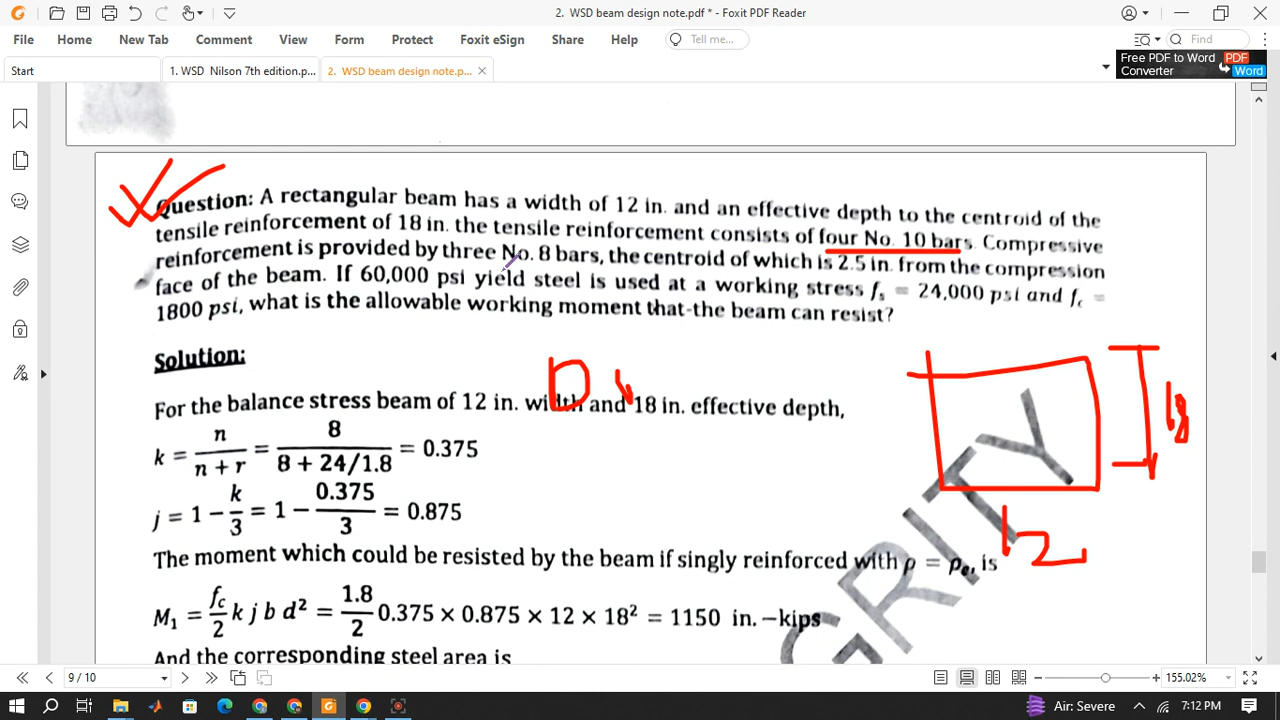 2. WSD beam design note.pdf * - Foxit PDF Reader
File Home New Tab Comment View Form Protect Foxit eSign Share Help Tell me... Find
Start 1. WSD Nilson 7th edition.p... 2. WSD beam design note.p...
Free PDF to Word Converter PDF Word
Question: A rectangular beam has a width of 12 in. and an effective depth to the centroid of the
tensile reinforcement of 18 in. the tensile reinforcement consists of four No. 10 bars. Compressive
reinforcement is provided by three No. 8 bars, the centroid of which is 2.5 in. from the compression
face of the beam. If 60,000 psi yield steel is used at a working stress fs = 24,000 psi and fc =
1800 psi, what is the allowable working moment that-the beam can resist?
Solution:
D
18
For the balance stress beam of 12 in. width and 18 in. effective depth,
k = n / (n + r) = 8 / (8 + 24/1.8) = 0.375
j = 1 - k/3 = 1 - 0.375/3 = 0.875
12
The moment which could be resisted by the beam if singly reinforced with ρ = ρe, is
M₁ = fc/2 k j b d² = 1.8/2 0.375 × 0.875 × 12 × 18² = 1150 in. −kips
And the corresponding steel area is
GRITY
9 / 10 155.02%
Air: Severe 7:12 PM